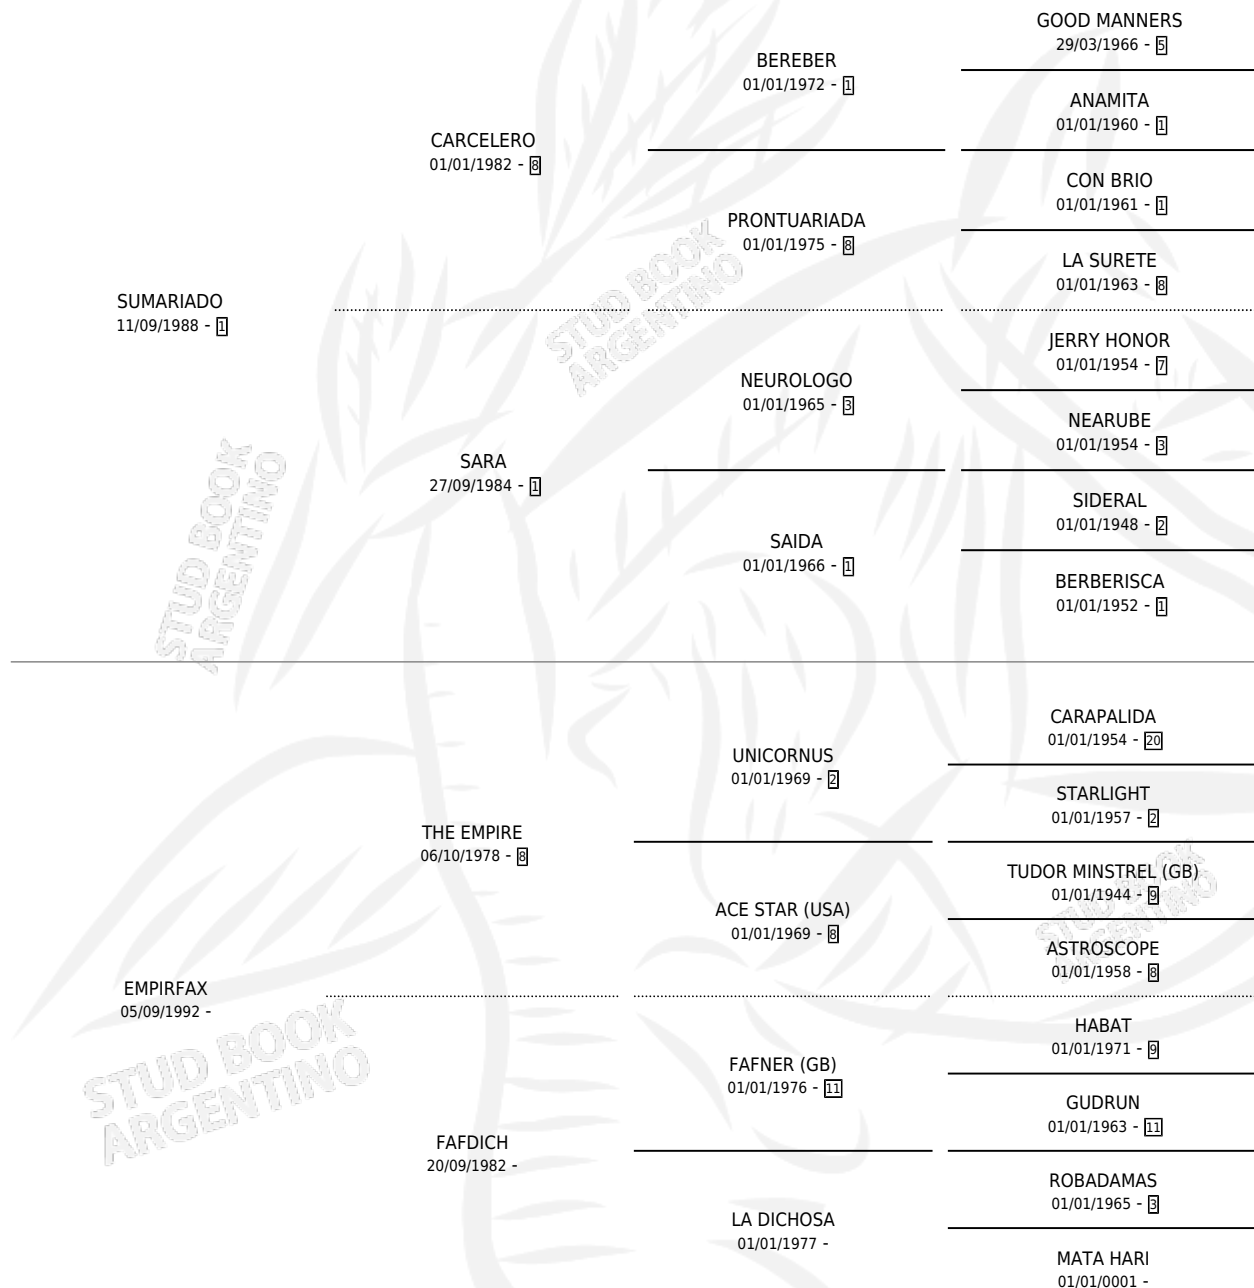 GOOD MANNERS
29/03/1966 - 5
BEREBER
01/01/1972 - 1
ANAMITA
01/01/1960 - 1
CARCELERO
01/01/1982 - 8
CON BRIO
01/01/1961 - 1
PRONTUARIADA
01/01/1975 - 8
LA SURETE
01/01/1963 - 8
SUMARIADO
11/09/1988 - 1
JERRY HONOR
01/01/1954 - 7
NEUROLOGO
01/01/1965 - 3
NEARUBE
01/01/1954 - 3
SARA
27/09/1984 - 1
SIDERAL
01/01/1948 - 2
SAIDA
01/01/1966 - 1
BERBERISCA
01/01/1952 - 1
STUD BOOK
ARGENTINO
STUD BOOK
ARGENTINO
CARAPALIDA
01/01/1954 - 20
UNICORNUS
01/01/1969 - 2
STARLIGHT
01/01/1957 - 2
THE EMPIRE
06/10/1978 - 8
TUDOR MINSTREL (GB)
01/01/1944 - 9
ACE STAR (USA)
01/01/1969 - 8
ASTROSCOPE
01/01/1958 - 8
STUD BOOK
ARGENTINO
EMPIRFAX
05/09/1992 -
HABAT
01/01/1971 - 9
FAFNER (GB)
01/01/1976 - 11
GUDRUN
01/01/1963 - 11
STUD BOOK
ARGENTINO
FAFDICH
20/09/1982 -
ROBADAMAS
01/01/1965 - 3
LA DICHOSA
01/01/1977 -
MATA HARI
01/01/0001 -